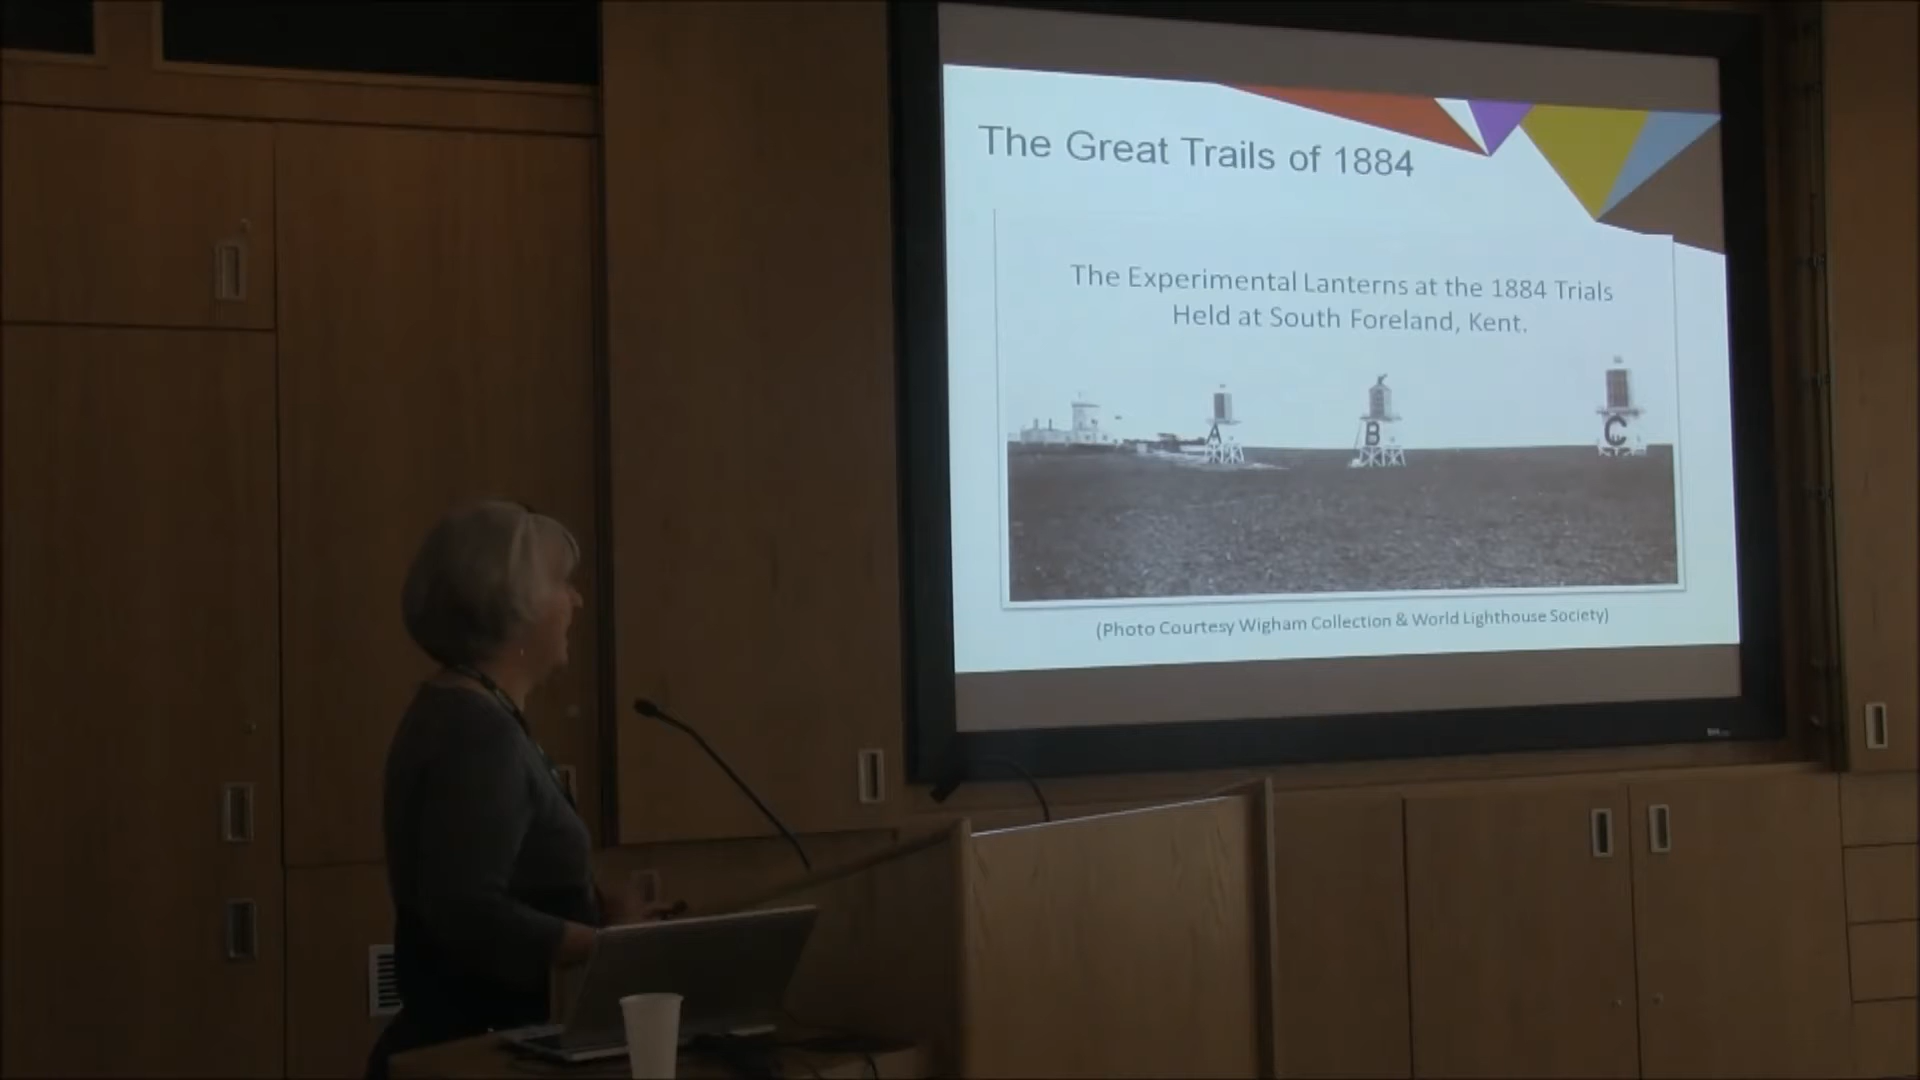 The Great Trails of 1884
The Experimental Lanterns at the 1884 Trials
Held at South Foreland, Kent.
A
B
C
(Photo Courtesy Wigham Collection & World Lighthouse Society)